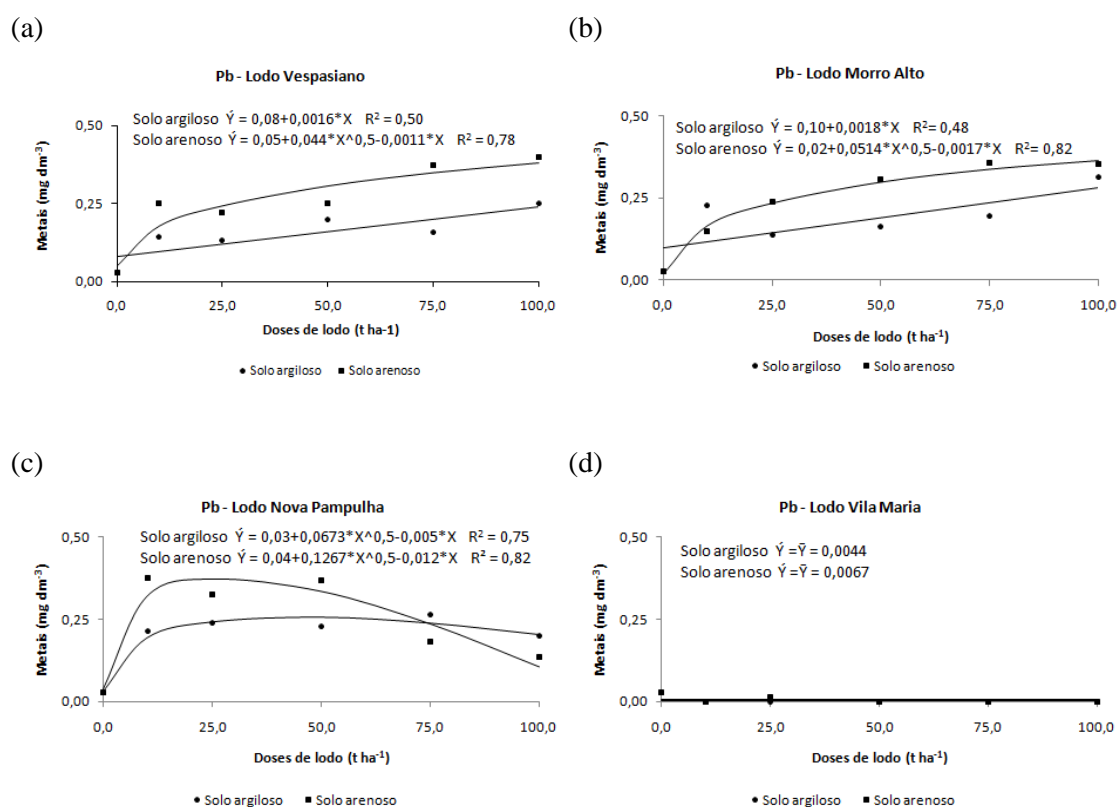 (a)
Pb - Lodo Vespasiano
Solo argiloso Ý = 0,08+0,0016*X R² = 0,50
Solo arenoso Ý = 0,05+0,044*X^0,5-0,0011*X R² = 0,78
Metais (mg dm⁻³)
0,50
0,25
0,00
0,0 25,0 50,0 75,0 100,0
Doses de lodo (t ha-1)
Solo argiloso Solo arenoso
(b)
Pb - Lodo Morro Alto
Solo argiloso Ý = 0,10+0,0018*X R²= 0,48
Solo arenoso Ý = 0,02+0,0514*X^0,5-0,0017*X R²= 0,82
Metais (mg dm⁻³)
0,50
0,25
0,00
0,0 25,0 50,0 75,0 100,0
Doses de lodo (t ha⁻¹)
Solo argiloso Solo arenoso
(c)
Pb - Lodo Nova Pampulha
Solo argiloso Ý = 0,03+0,0673*X^0,5-0,005*X R² = 0,75
Solo arenoso Ý = 0,04+0,1267*X^0,5-0,012*X R² = 0,82
Metais (mg dm⁻³)
0,50
0,25
0,00
0,0 25,0 50,0 75,0 100,0
Doses de lodo (t ha⁻¹)
Solo argiloso Solo arenoso
(d)
Pb - Lodo Vila Maria
Solo argiloso Ý =Ȳ = 0,0044
Solo arenoso Ý =Ȳ = 0,0067
Metais (mg dm⁻³)
0,50
0,25
0,00
0,0 25,0 50,0 75,0 100,0
Doses de lodo (t ha⁻¹)
Solo argiloso Solo arenoso